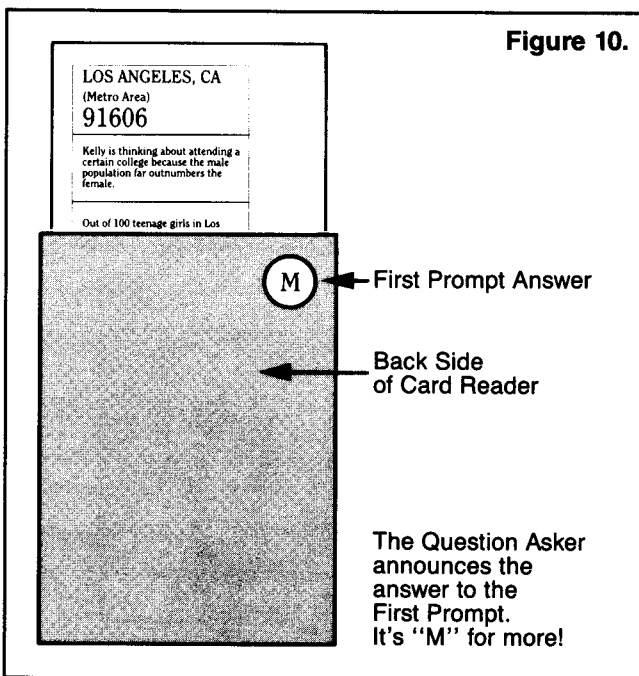 Figure 10.
LOS ANGELES, CA
(Metro Area)
91606
Kelly is thinking about attending a
certain college because the male
population far outnumbers the
female.
Out of 100 teenage girls in Los
M
First Prompt Answer
Back Side
of Card Reader
The Question Asker
announces the
answer to the
First Prompt.
It's "M" for more!